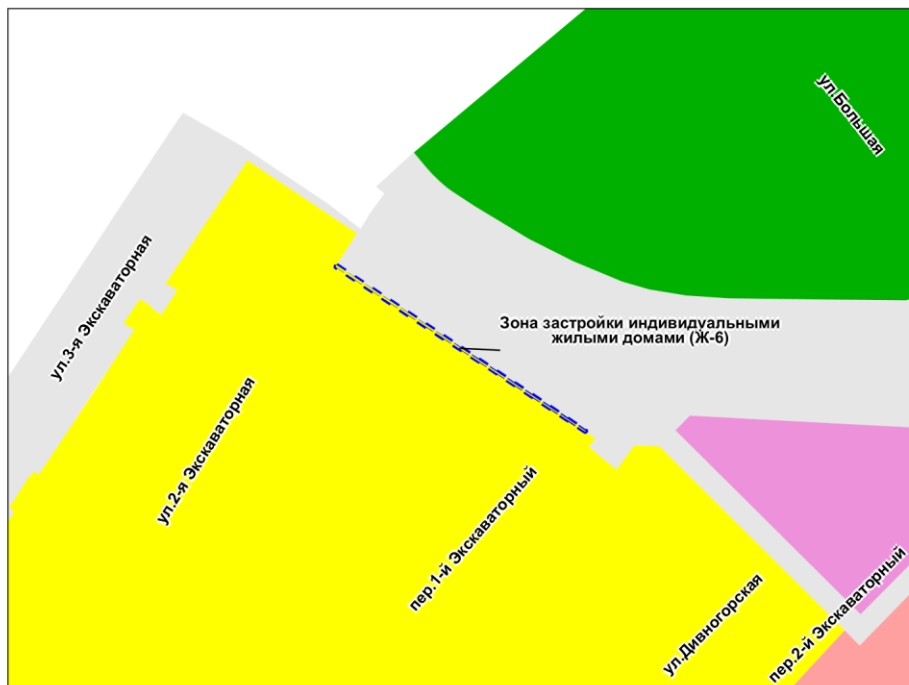 ул.Большая
ул.3-я Экскаваторная
Зона застройки индивидуальными
жилыми домами (Ж-6)
ул.2-я Экскаваторная
пер.1-й Экскаваторный
ул.Дивногорская
пер.2-й Экскаваторный